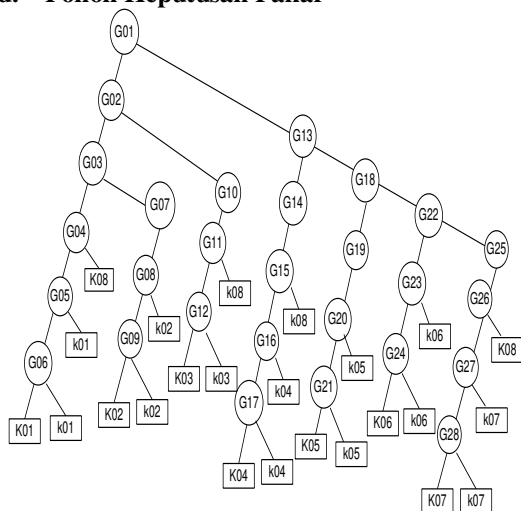 d. Pohon Keputusan Pakar
G01
G02
G13
G03
G18
G10
G07
G14
G22
G04
G11
G19
G25
K08
G08
G15
G23
G05
k08
G26
G12
k08
G20
k02
k06
k01
G09
G16
K08
G06
G24
k05
G27
K03
k03
G21
k04
G17
K02
k02
K06
k06
k07
K01
k01
G28
K05
k05
K04
k04
K07
k07